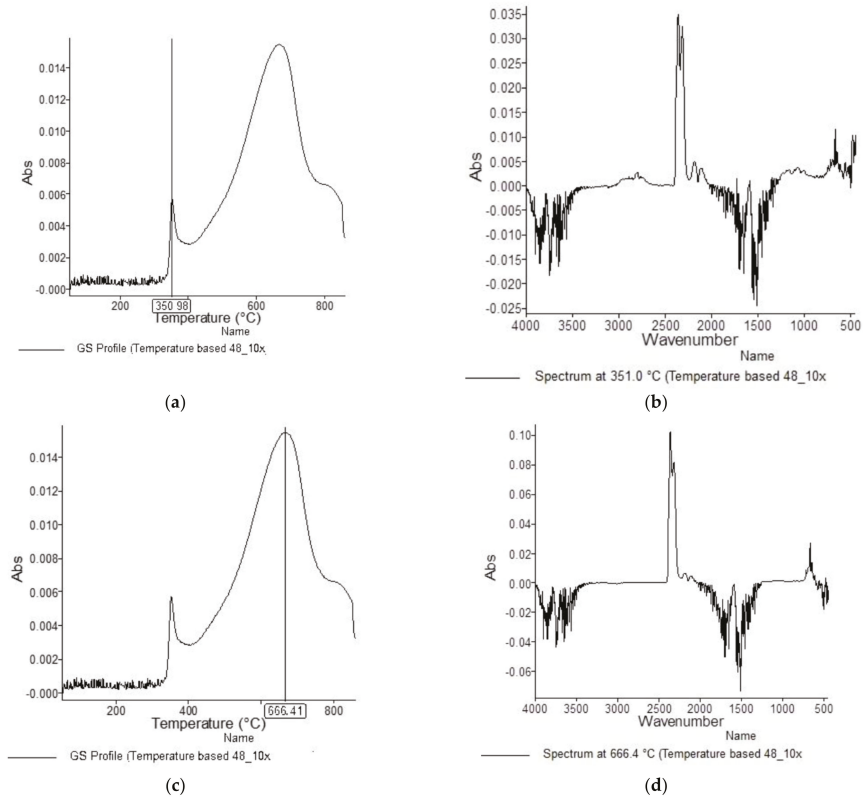 0.014
0.012
0.010
0.008
0.006
0.004
0.002
-0.000
Abs
200 600 800
350 98
Temperature (°C)
Name
GS Profile (Temperature based 48_10x
(a)
0.035
0.030
0.025
0.020
0.015
0.010
0.005
0.000
-0.005
-0.010
-0.015
-0.020
-0.025
Abs
4000 3500 3000 2500 2000 1500 1000 500
Wavenumber
Name
Spectrum at 351.0 °C (Temperature based 48_10x
(b)
0.014
0.012
0.010
0.008
0.006
0.004
0.002
-0.000
Abs
200 400 800
666.41
Temperature (°C)
Name
GS Profile (Temperature based 48_10x
(c)
0.10
0.08
0.06
0.04
0.02
0.00
-0.02
-0.04
-0.06
Abs
4000 3500 3000 2500 2000 1500 1000 500
Wavenumber
Name
Spectrum at 666.4 °C (Temperature based 48_10x
(d)